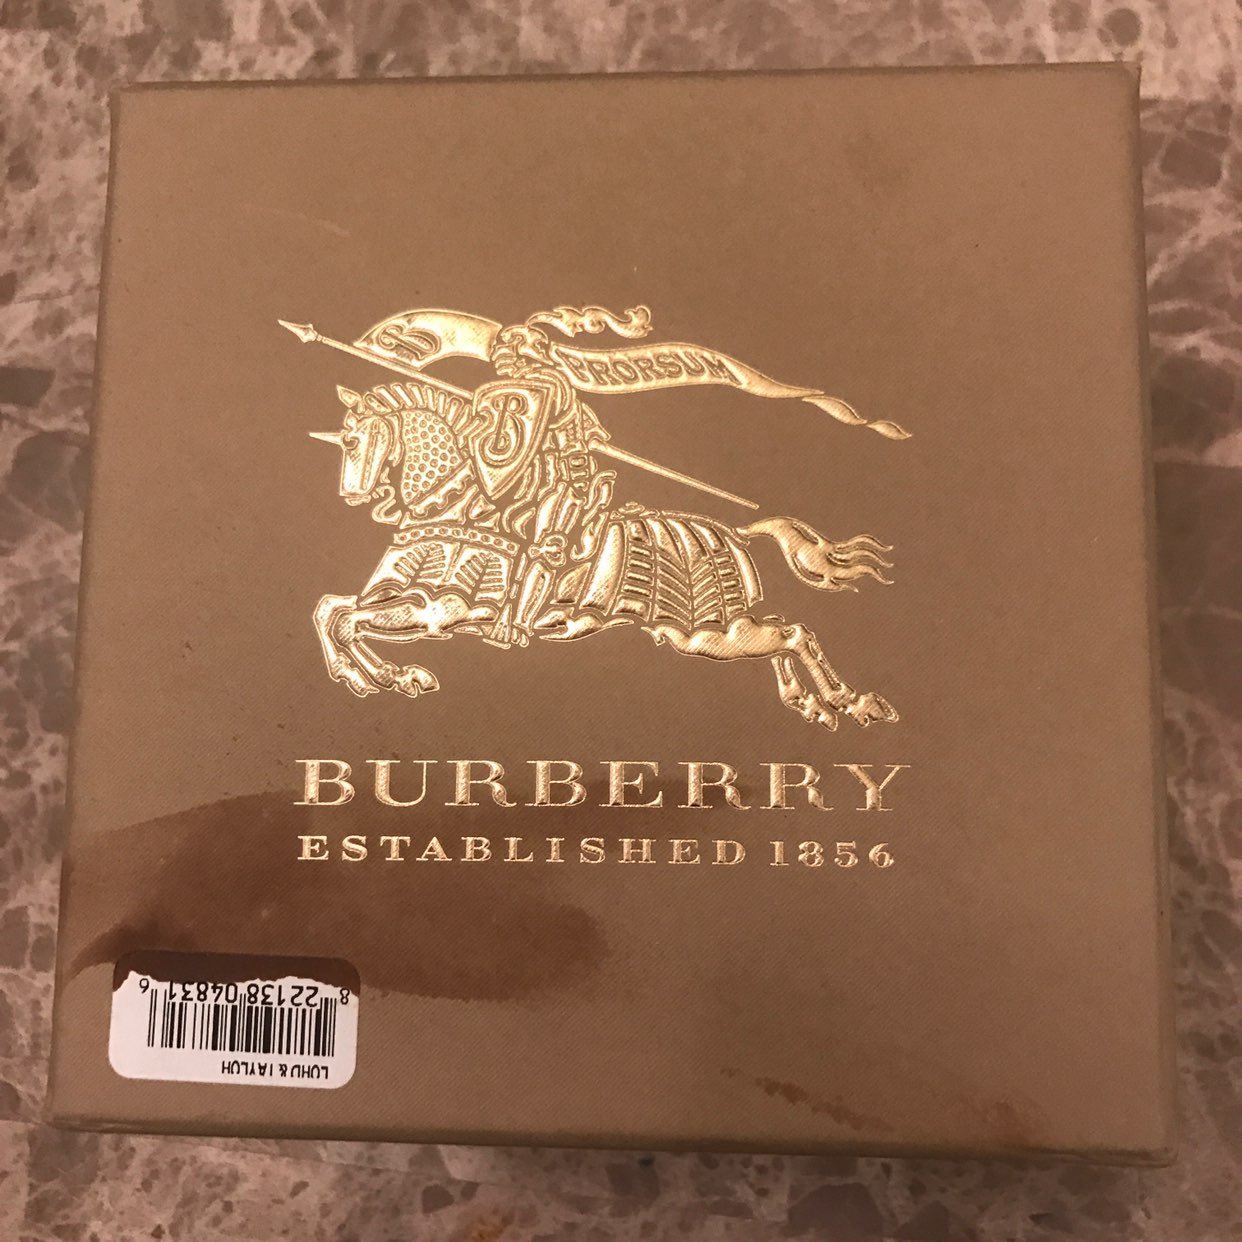 B
PRORSUM
B
BURBERRY
ESTABLISHED 1856
LORD & TAYLOR
8 22138 04831 6